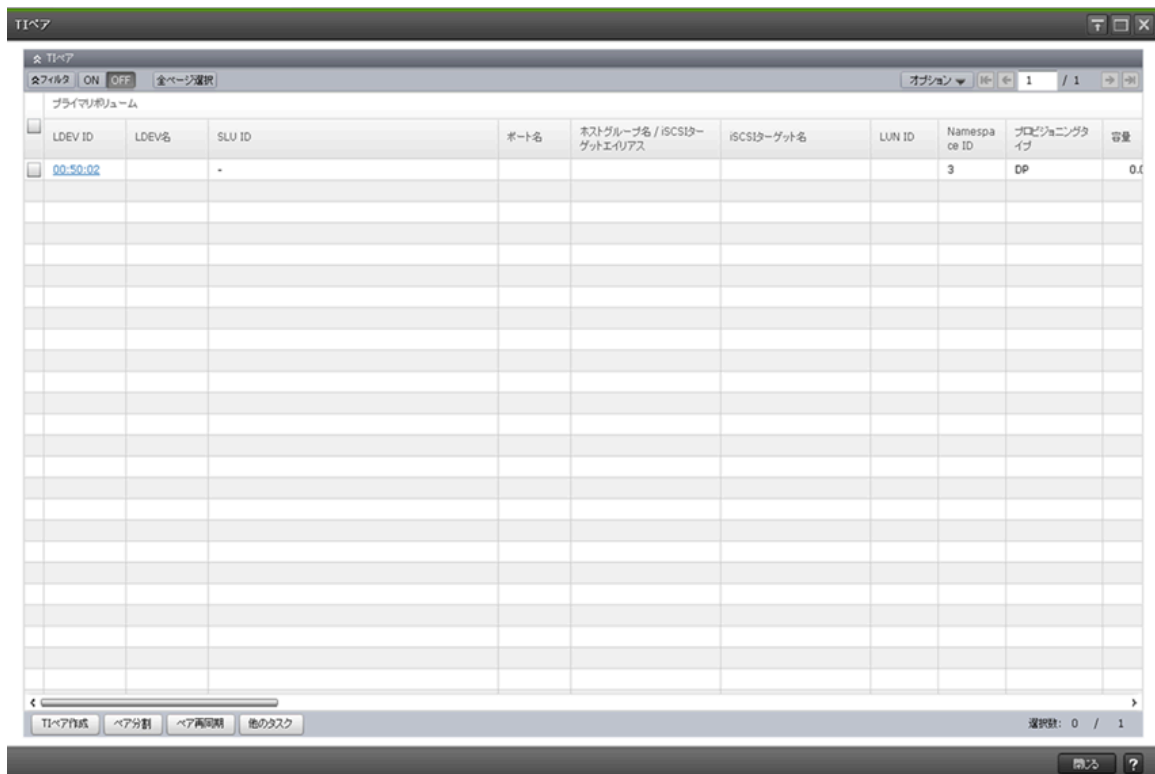 TIペア
TIペア
フィルタ ON OFF 全ページ選択 オプション 1 / 1
プライマリボリューム
LDEV ID LDEV名 SLU ID ポート名 ホストグループ名 / iSCSIター
ゲットエイリアス iSCSIターゲット名 LUN ID Namespa
ce ID プロビジョニングタ
イプ 容量
00:50:02 - 3 DP 0.0
TIペア作成 ペア分割 ペア再同期 他のタスク 選択数: 0 / 1
閉じる ?